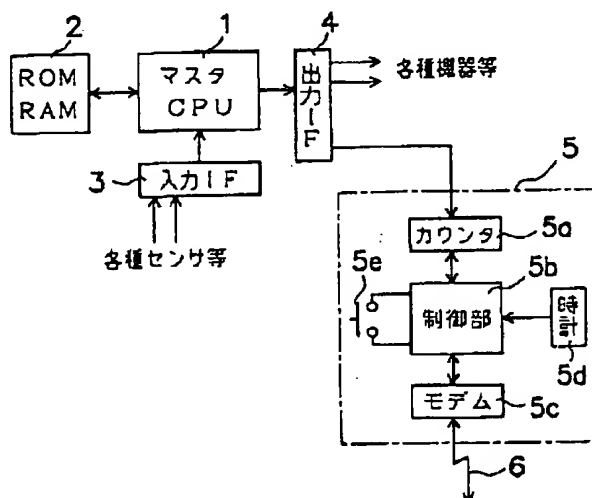 2
ROM
RAM
1
マスタ
CPU
4
出力IF
各種機器等
3
入力IF
各種センサ等
5
カウンタ
5a
5b
5e
制御部
時計
5d
モデム
5c
6